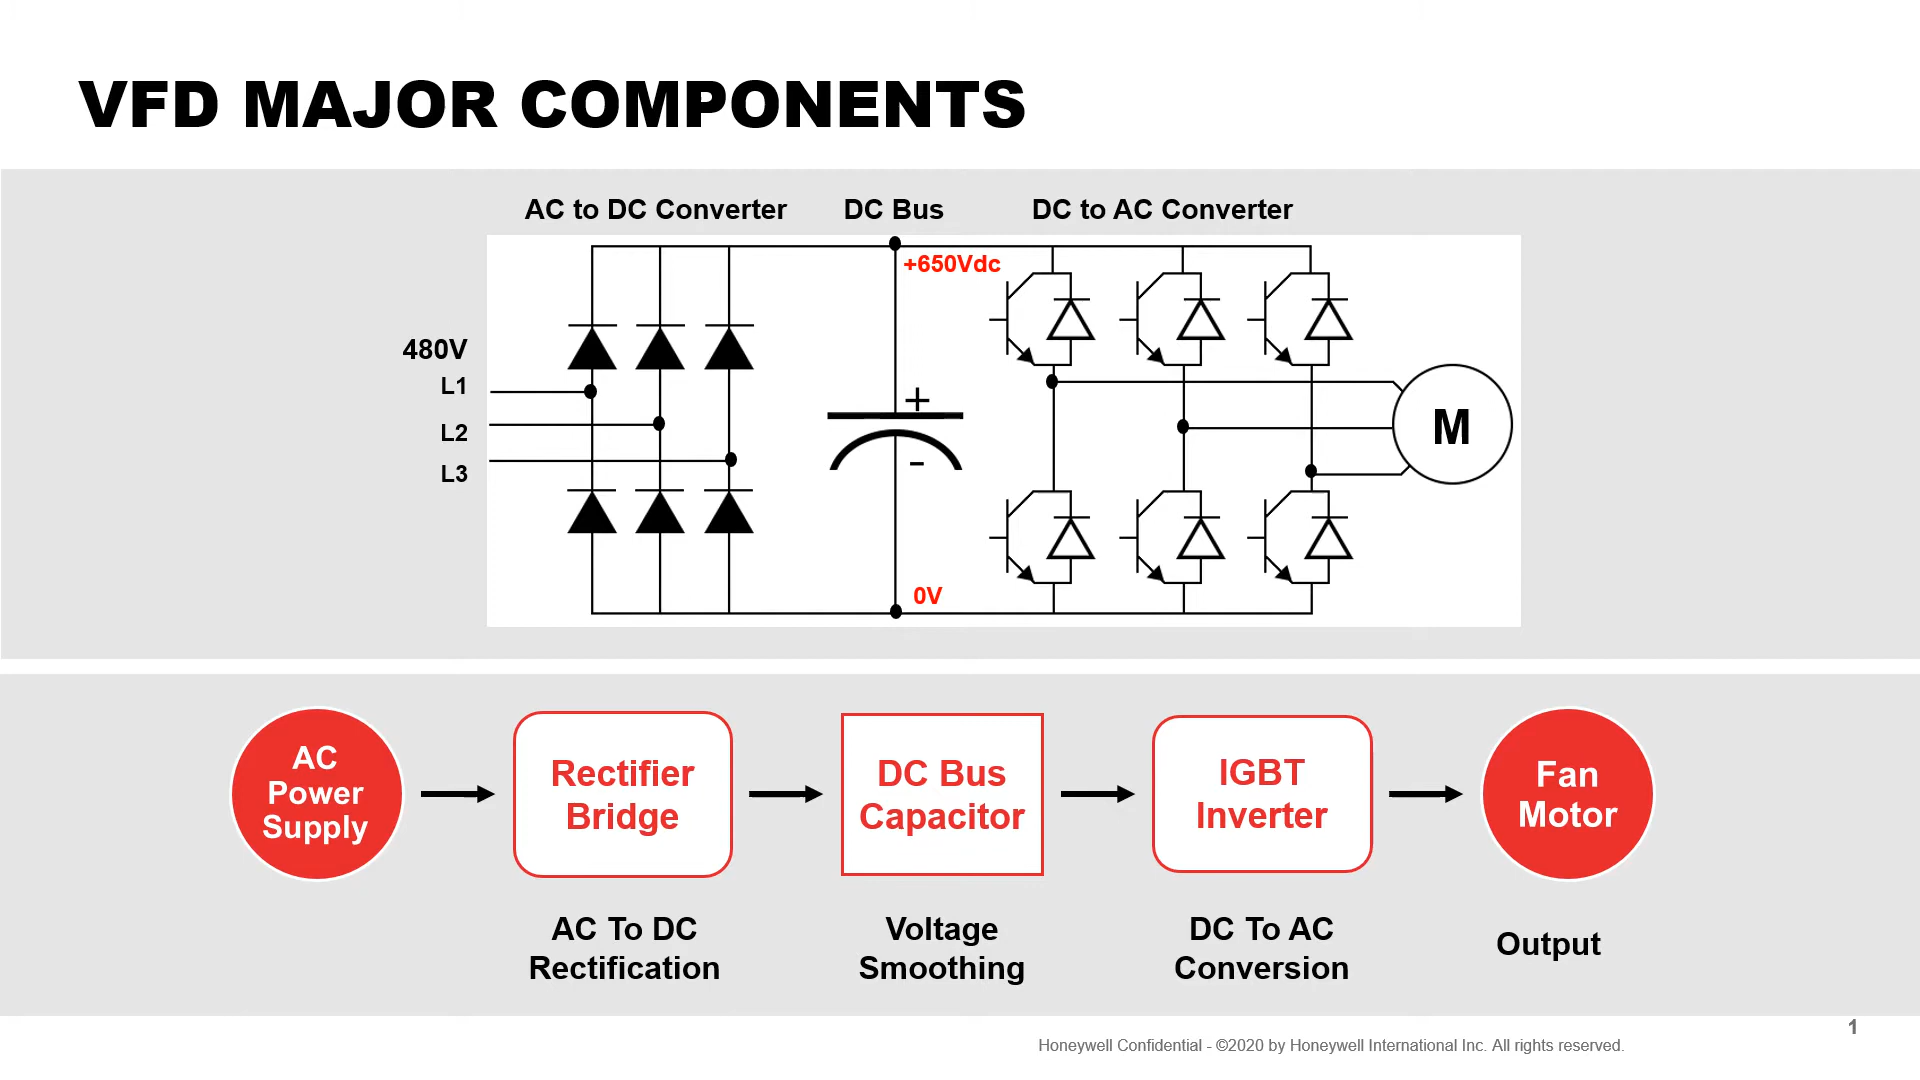 VFD MAJOR COMPONENTS
AC to DC Converter
DC Bus
DC to AC Converter
+650Vdc
480V
L1
L2
L3
+
-
M
0V
AC
Power
Supply
Rectifier
Bridge
DC Bus
Capacitor
IGBT
Inverter
Fan
Motor
AC To DC
Rectification
Voltage
Smoothing
DC To AC
Conversion
Output
1
Honeywell Confidential - ©2020 by Honeywell International Inc. All rights reserved.